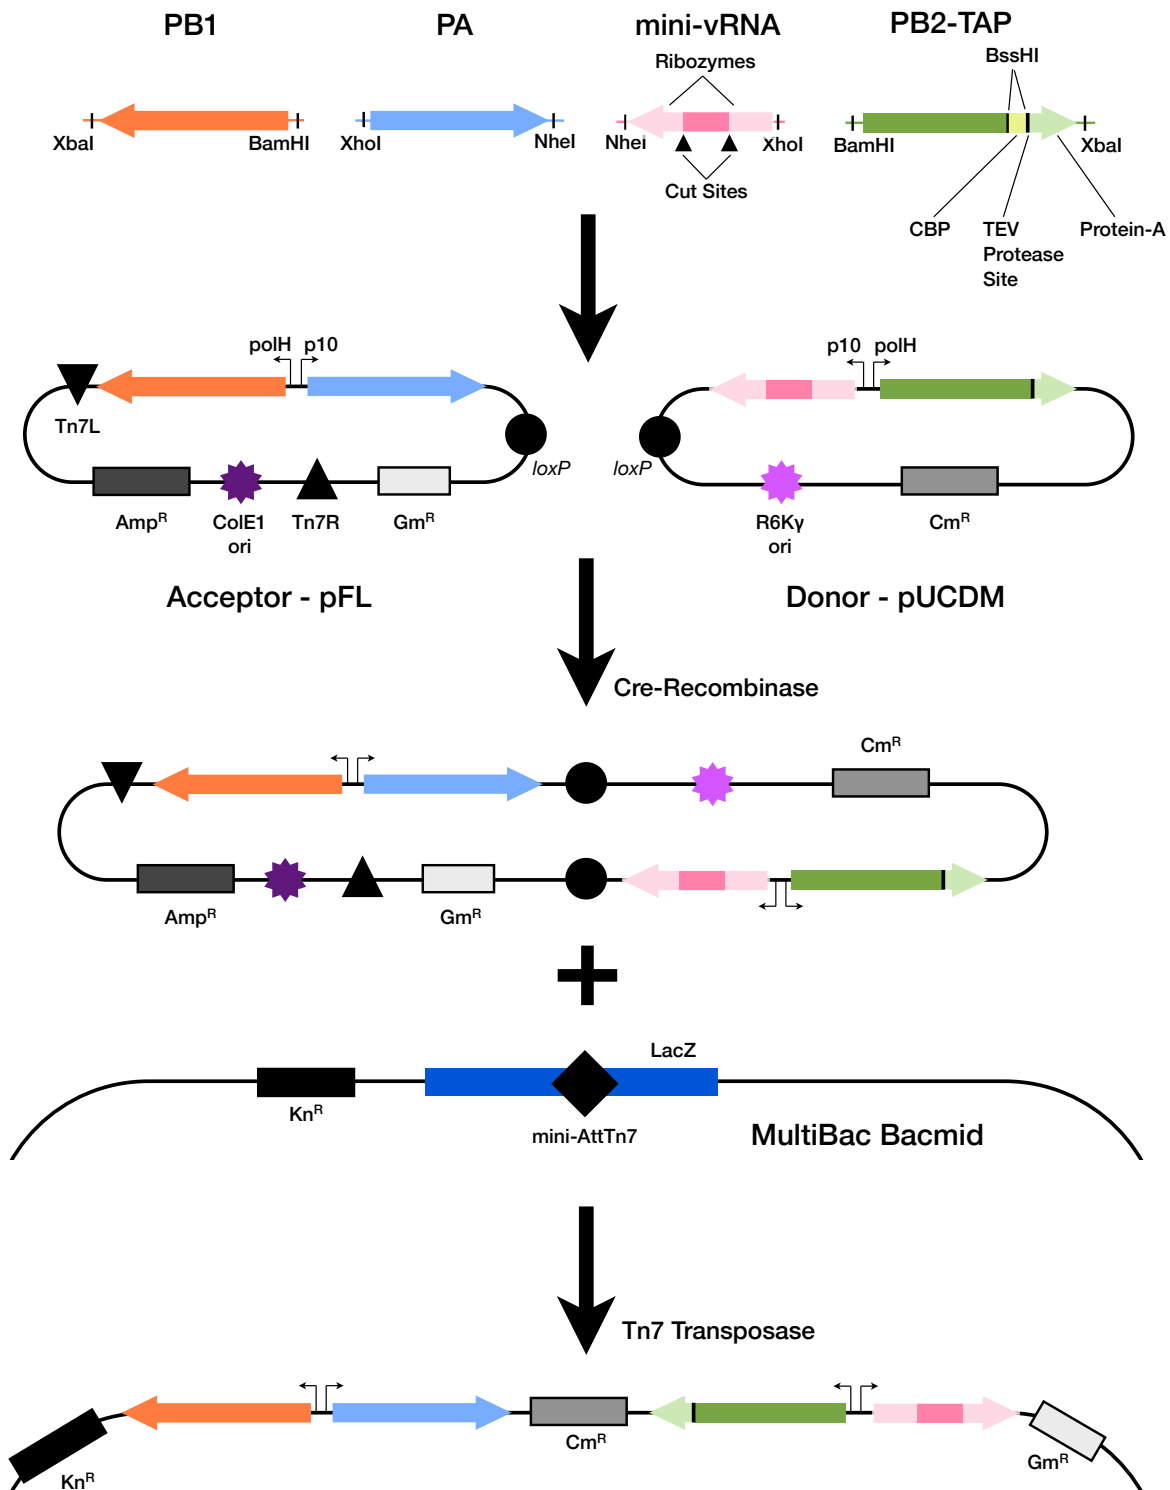 PB1
PA
mini-vRNA
PB2-TAP
Ribozymes
BssHI
XbaI
BamHI
XhoI
NheI
Nhei
XhoI
BamHI
XbaI
Cut Sites
CBP
TEV
Protease
Site
Protein-A
polH
p10
p10
polH
Tn7L
loxP
loxP
AmpR
ColE1
ori
Tn7R
GmR
R6Kγ
ori
CmR
Acceptor - pFL
Donor - pUCDM
Cre-Recombinase
CmR
AmpR
GmR
LacZ
KnR
mini-AttTn7
MultiBac Bacmid
Tn7 Transposase
CmR
GmR
KnR